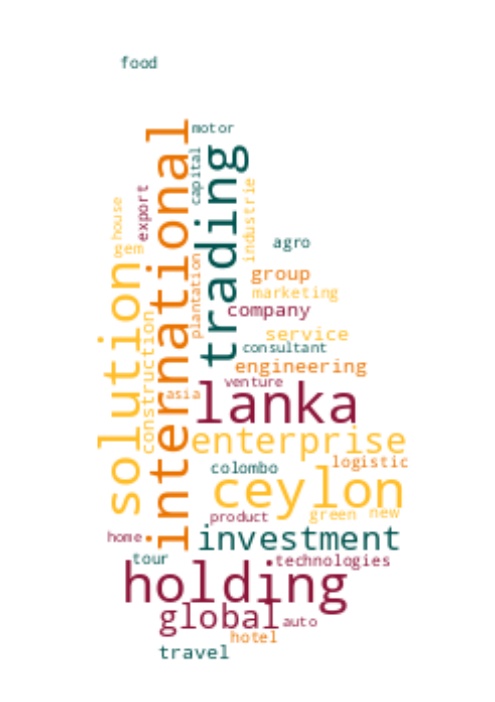 food
motor
international
trading
capital
export
house
industrie
agro
gem
solution
plantation
group
marketing
company
construction
service
consultant
engineering
venture
asia
lanka
enterprise
logistic
colombo
ceylon
product
green
new
investment
home
tour
technologies
holding
global
auto
hotel
travel